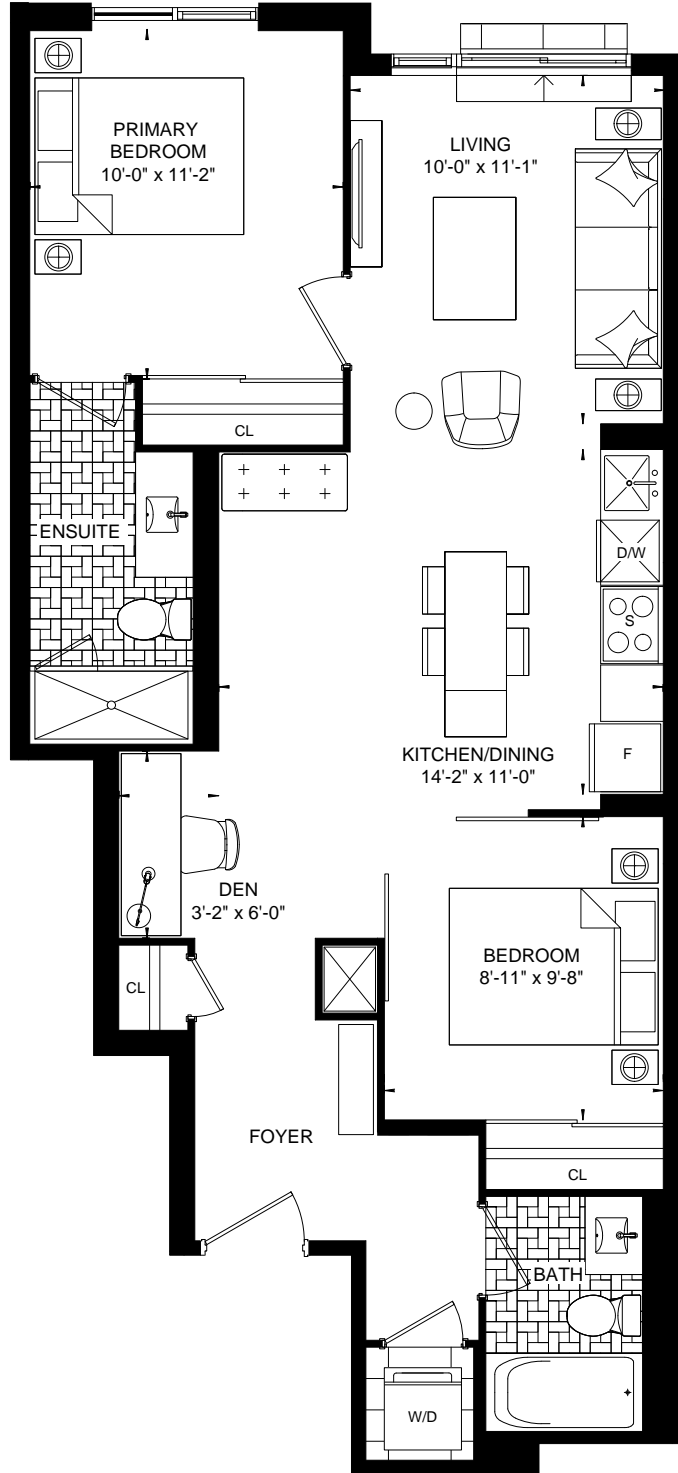 PRIMARY
BEDROOM
10'-0" x 11'-2"
LIVING
10'-0" x 11'-1"
CL
ENSUITE
D/W
S
KITCHEN/DINING
14'-2" x 11'-0"
F
DEN
3'-2" x 6'-0"
BEDROOM
8'-11" x 9'-8"
CL
FOYER
CL
BATH
W/D